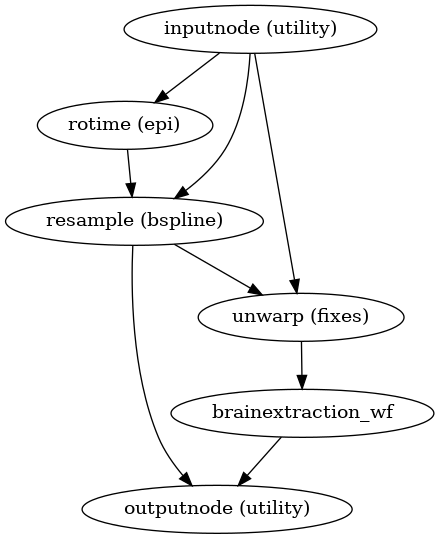 inputnode (utility)
rotime (epi)
resample (bspline)
unwarp (fixes)
brainextraction_wf
outputnode (utility)